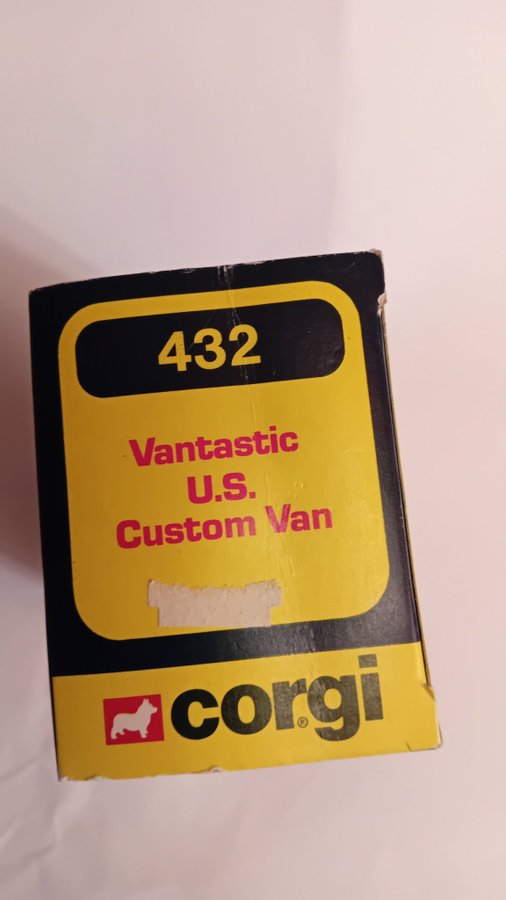 432
Vantastic
U.S.
Custom Van
corgi®